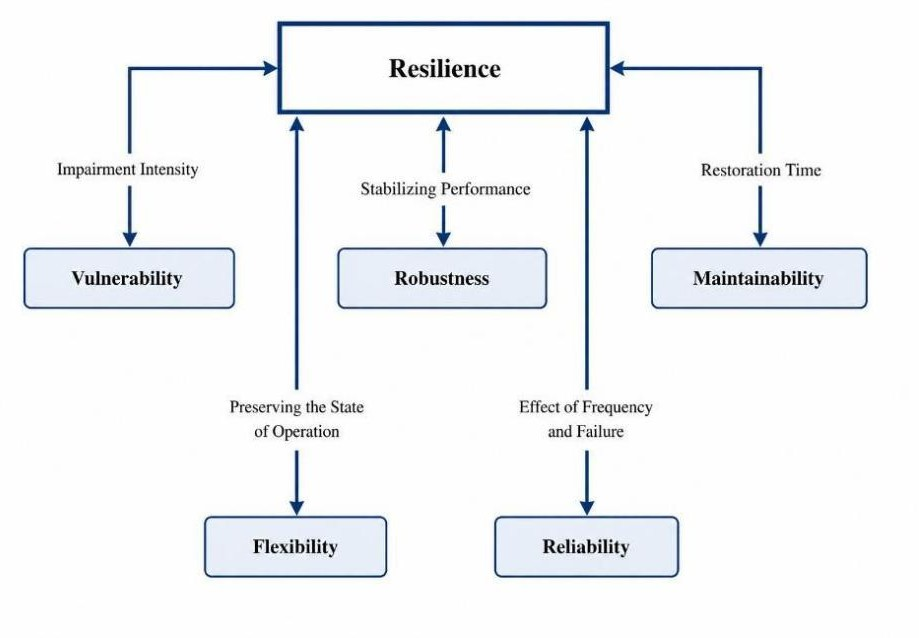 Resilience
Impairment Intensity
Stabilizing Performance
Restoration Time
Vulnerability
Robustness
Maintainability
Preserving the State
of Operation
Effect of Frequency
and Failure
Flexibility
Reliability